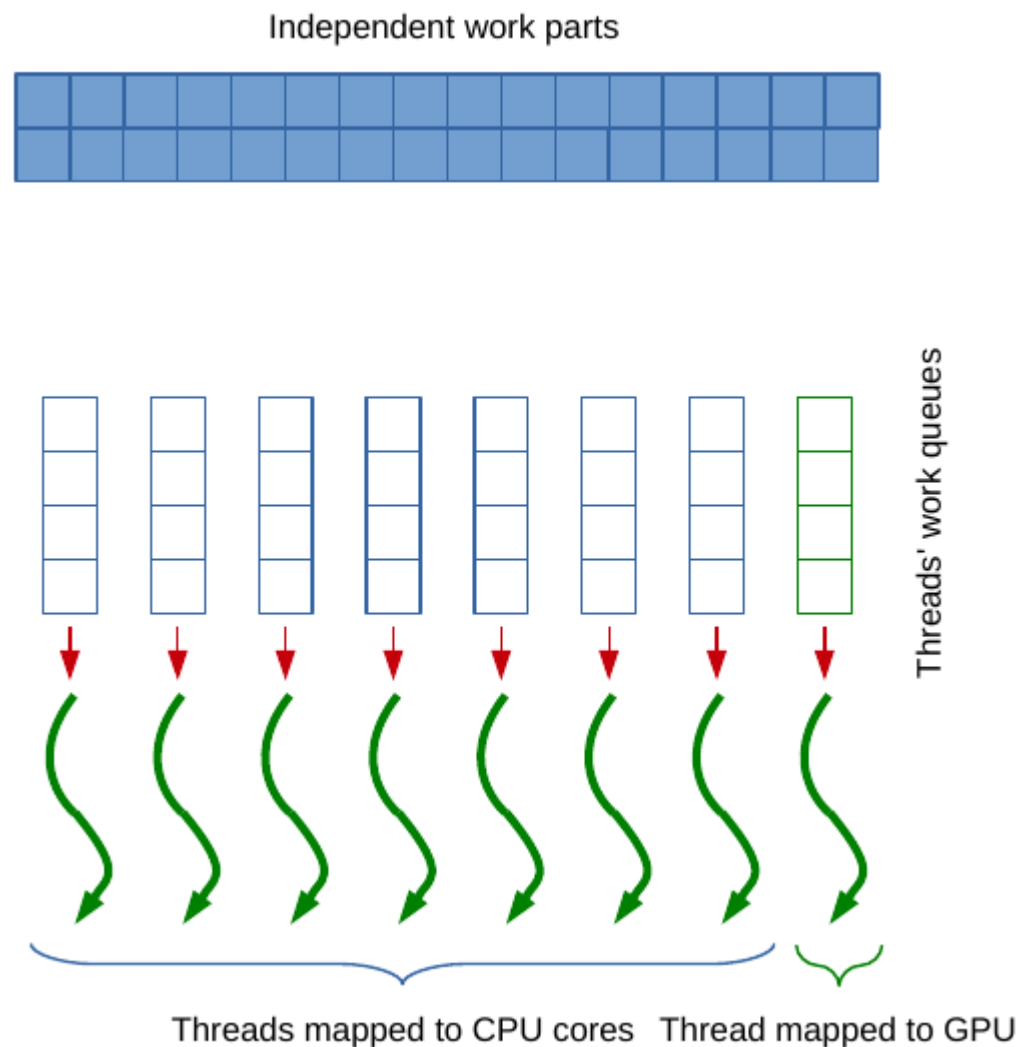 Independent work parts
Threads' work queues
Threads mapped to CPU cores
Thread mapped to GPU